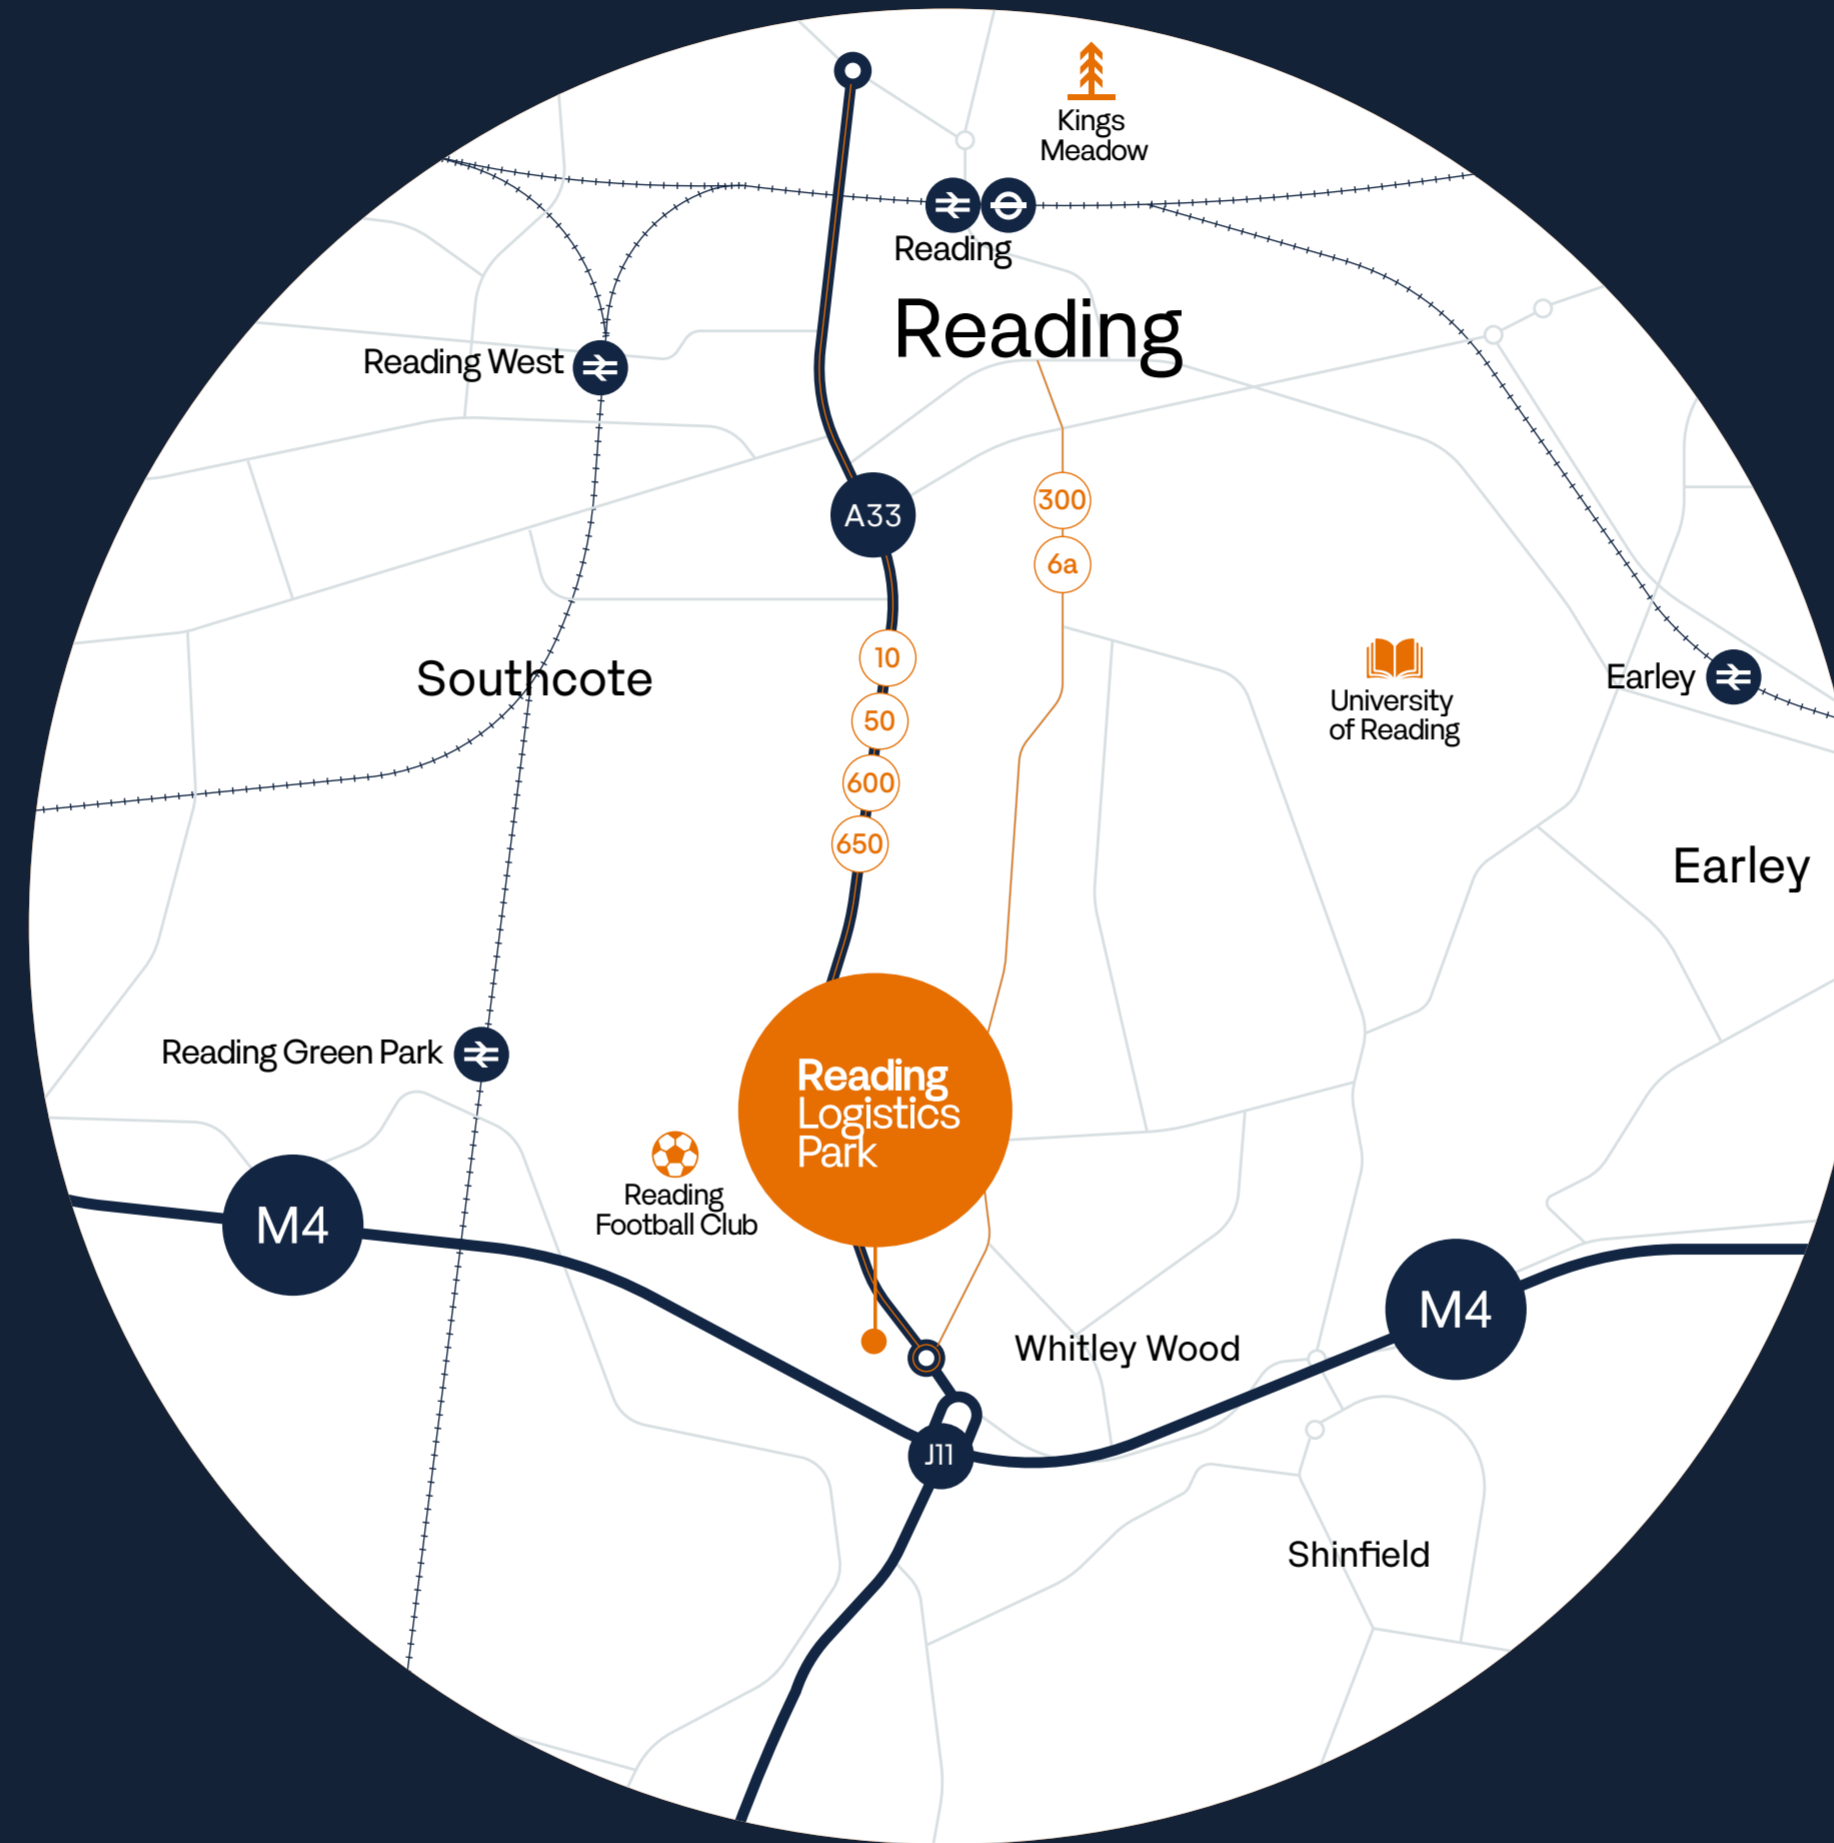 Kings
Meadow
Reading
Reading
Reading West
A33
300
6a
10
Southcote
University
of Reading
Earley
50
600
650
Earley
Reading Green Park
Reading
Logistics
Park
Reading
Football Club
M4
M4
Whitley Wood
J11
Shinfield